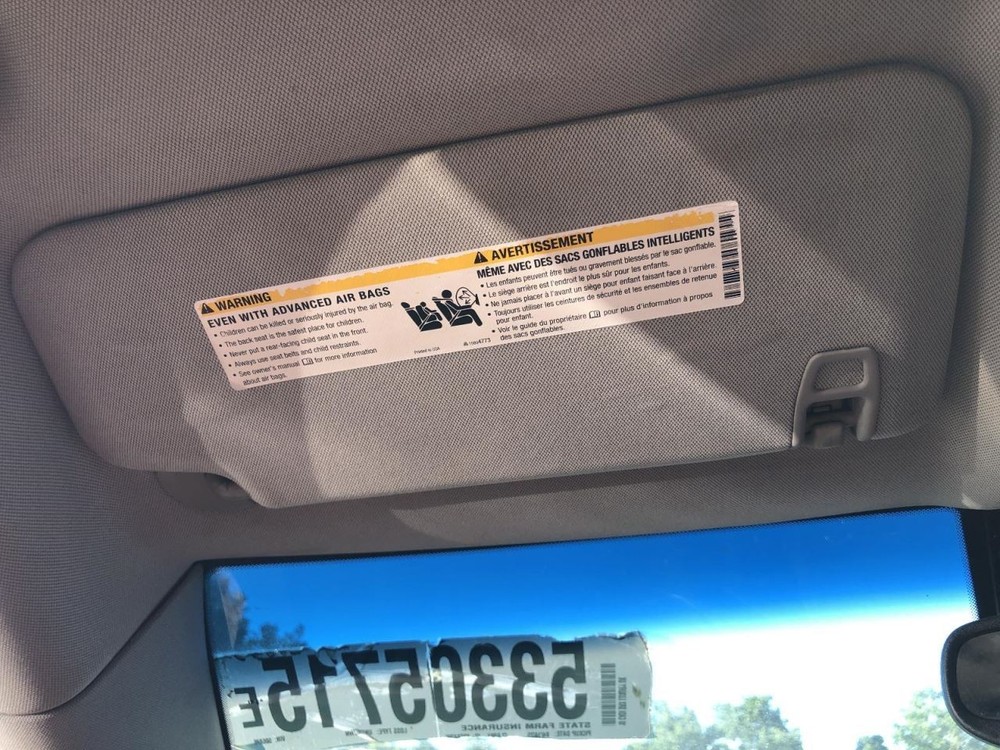 WARNING
EVEN WITH ADVANCED AIR BAGS
• Children can be killed or seriously injured by the air bag.
• The back seat is the safest place for children.
• Never put a rear-facing child seat in the front.
• Always use seat belts and child restraints.
• See owner's manual for more information
about air bags.
Printed in USA
AVERTISSEMENT
MÊME AVEC DES SACS GONFLABLES INTELLIGENTS
• Les enfants peuvent être tués ou gravement blessés par le sac gonflable.
• Le siège arrière est l'endroit le plus sûr pour les enfants.
• Ne jamais placer à l'avant un siège pour enfant faisant face à l'arrière.
• Toujours utiliser les ceintures de sécurité et les ensembles de retenue
pour enfant.
• Voir le guide du propriétaire pour plus d'information à propos
des sacs gonflables.
53305715E
STATE FARM INSURANCE
PICKUP DATE:
LOSS TYPE: